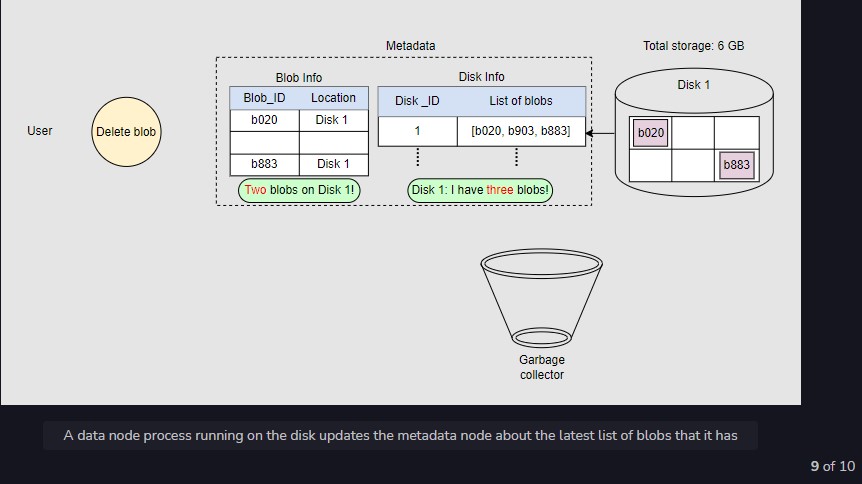 Metadata
Total storage: 6 GB
Blob Info
Disk Info
Disk 1
Blob_ID Location
Disk _ID List of blobs
User
Delete blob
b020 Disk 1
1 [b020, b903, b883]
b020
b883 Disk 1
b883
Two blobs on Disk 1!
Disk 1: I have three blobs!
Garbage
collector
A data node process running on the disk updates the metadata node about the latest list of blobs that it has
9 of 10